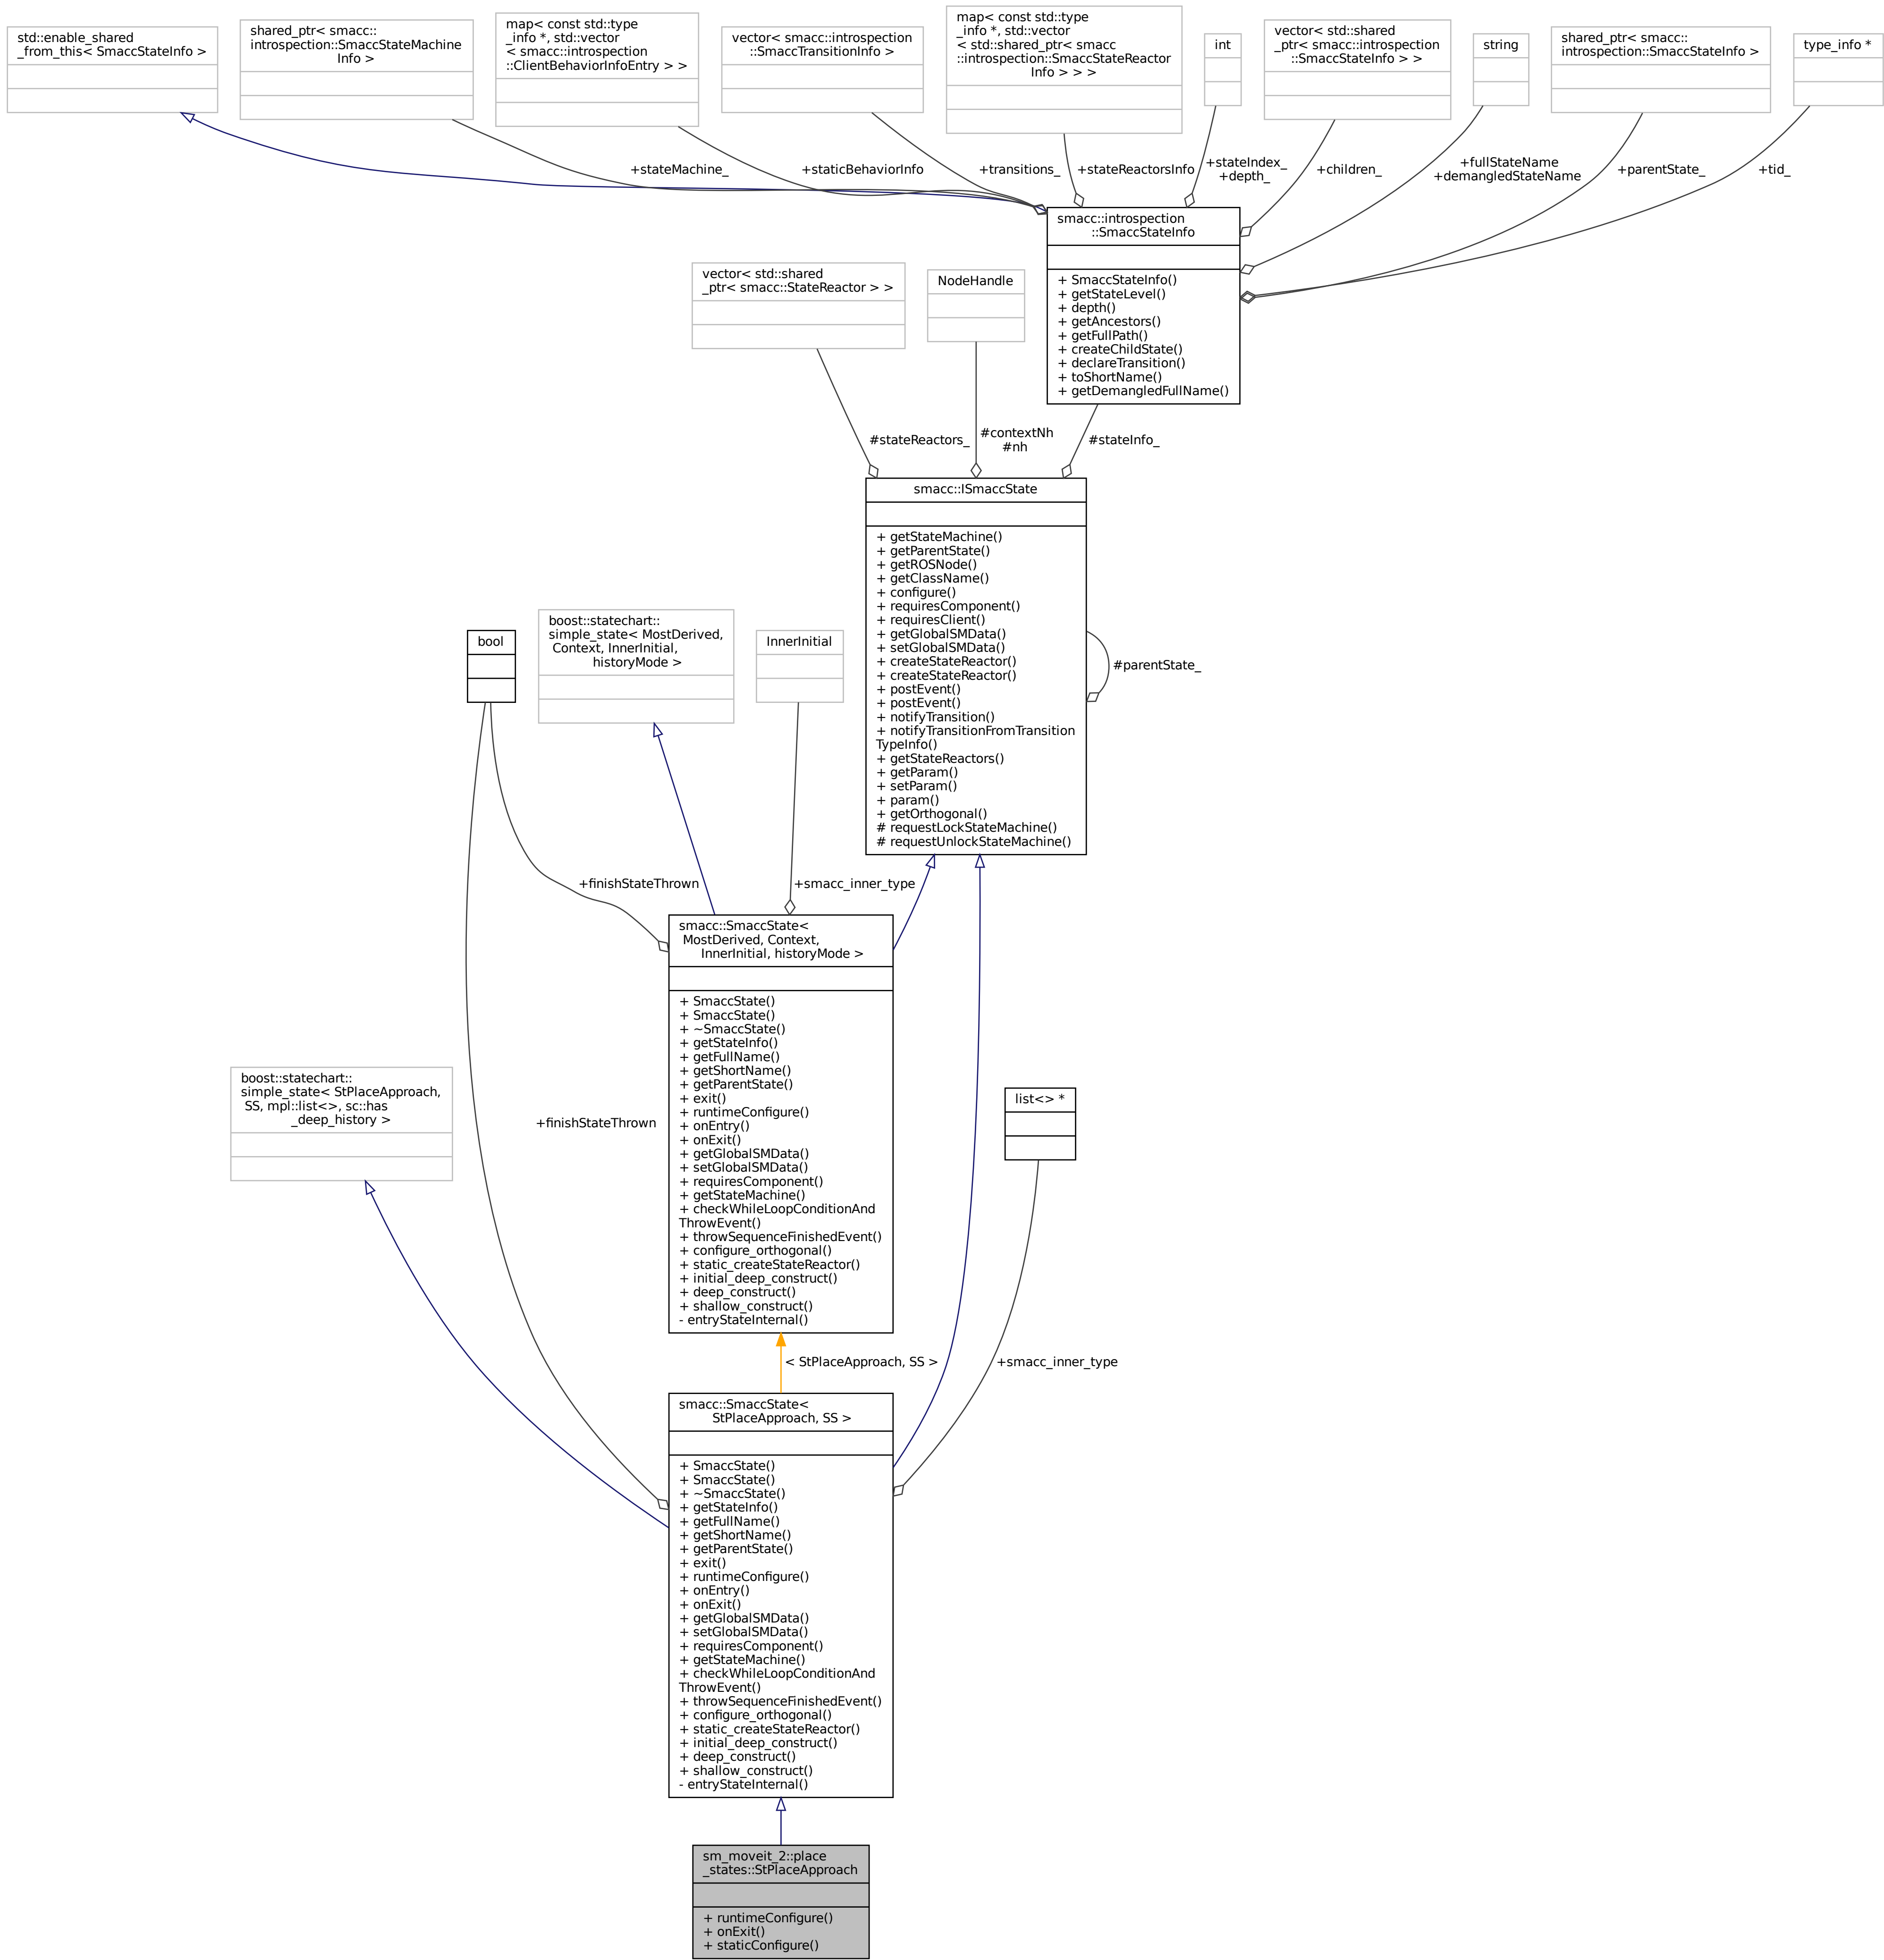 std::enable_shared
_from_this< SmaccStateInfo >
shared_ptr< smacc::
introspection::SmaccStateMachine
Info >
map< const std::type
_info *, std::vector
< smacc::introspection
::ClientBehaviorInfoEntry > >
vector< smacc::introspection
::SmaccTransitionInfo >
map< const std::type
_info *, std::vector
< std::shared_ptr< smacc
::introspection::SmaccStateReactor
Info > > >
int
vector< std::shared
_ptr< smacc::introspection
::SmaccStateInfo > >
string
shared_ptr< smacc::
introspection::SmaccStateInfo >
type_info *
+stateMachine_
+staticBehaviorInfo
+transitions_
+stateReactorsInfo
+stateIndex_
+depth_
+children_
+fullStateName
+demangledStateName
+parentState_
+tid_
smacc::introspection
::SmaccStateInfo
+ SmaccStateInfo()
+ getStateLevel()
+ depth()
+ getAncestors()
+ getFullPath()
+ createChildState()
+ declareTransition()
+ toShortName()
+ getDemangledFullName()
vector< std::shared
_ptr< smacc::StateReactor > >
NodeHandle
#stateReactors_
#contextNh
#nh
#stateInfo_
smacc::ISmaccState
+ getStateMachine()
+ getParentState()
+ getROSNode()
+ getClassName()
+ configure()
+ requiresComponent()
+ requiresClient()
+ getGlobalSMData()
+ setGlobalSMData()
+ createStateReactor()
+ createStateReactor()
+ postEvent()
+ postEvent()
+ notifyTransition()
+ notifyTransitionFromTransition
TypeInfo()
+ getStateReactors()
+ getParam()
+ setParam()
+ param()
+ getOrthogonal()
# requestLockStateMachine()
# requestUnlockStateMachine()
#parentState_
bool
boost::statechart::
simple_state< MostDerived,
Context, InnerInitial,
historyMode >
InnerInitial
+finishStateThrown
+smacc_inner_type
smacc::SmaccState<
MostDerived, Context,
InnerInitial, historyMode >
+ SmaccState()
+ SmaccState()
+ ~SmaccState()
+ getStateInfo()
+ getFullName()
+ getShortName()
+ getParentState()
+ exit()
+ runtimeConfigure()
+ onEntry()
+ onExit()
+ getGlobalSMData()
+ setGlobalSMData()
+ requiresComponent()
+ getStateMachine()
+ checkWhileLoopConditionAnd
ThrowEvent()
+ throwSequenceFinishedEvent()
+ configure_orthogonal()
+ static_createStateReactor()
+ initial_deep_construct()
+ deep_construct()
+ shallow_construct()
- entryStateInternal()
boost::statechart::
simple_state< StPlaceApproach,
SS, mpl::list<>, sc::has
_deep_history >
+finishStateThrown
list<> *
< StPlaceApproach, SS >
+smacc_inner_type
smacc::SmaccState<
StPlaceApproach, SS >
+ SmaccState()
+ SmaccState()
+ ~SmaccState()
+ getStateInfo()
+ getFullName()
+ getShortName()
+ getParentState()
+ exit()
+ runtimeConfigure()
+ onEntry()
+ onExit()
+ getGlobalSMData()
+ setGlobalSMData()
+ requiresComponent()
+ getStateMachine()
+ checkWhileLoopConditionAnd
ThrowEvent()
+ throwSequenceFinishedEvent()
+ configure_orthogonal()
+ static_createStateReactor()
+ initial_deep_construct()
+ deep_construct()
+ shallow_construct()
- entryStateInternal()
sm_moveit_2::place
_states::StPlaceApproach
+ runtimeConfigure()
+ onExit()
+ staticConfigure()